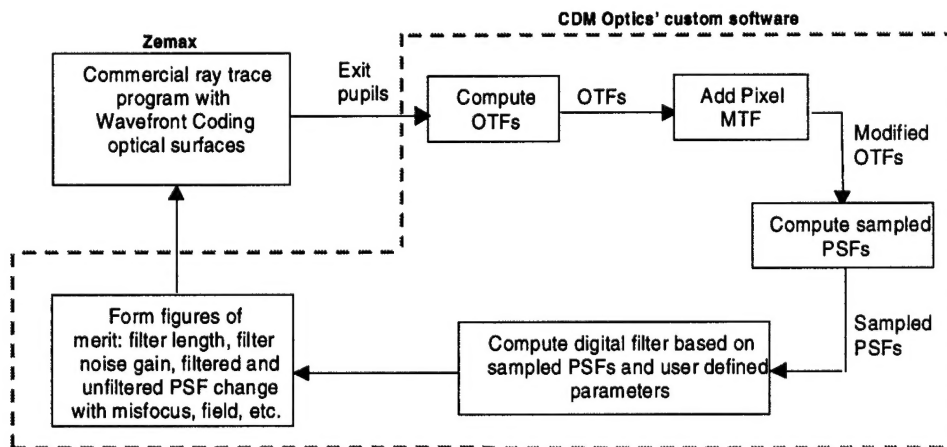 CDM Optics' custom software
Zemax
Commercial ray trace
program with
Wavefront Coding
optical surfaces
Exit
pupils
Compute
OTFs
OTFs
Add Pixel
MTF
Modified
OTFs
Compute sampled
PSFs
Sampled
PSFs
Compute digital filter based on
sampled PSFs and user defined
parameters
Form figures of
merit: filter length, filter
noise gain, filtered and
unfiltered PSF change
with misfocus, field, etc.